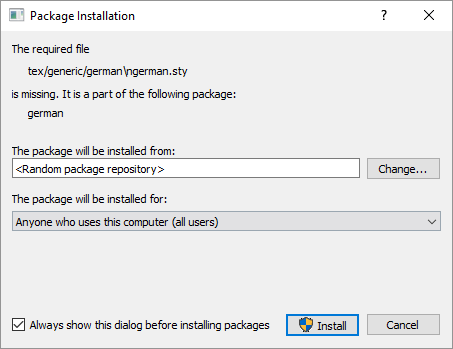 Package Installation
The required file
tex/generic/german\ngerman.sty
is missing. It is a part of the following package:
german
The package will be installed from:
<Random package repository>
Change...
The package will be installed for:
Anyone who uses this computer (all users)
Always show this dialog before installing packages
Install
Cancel